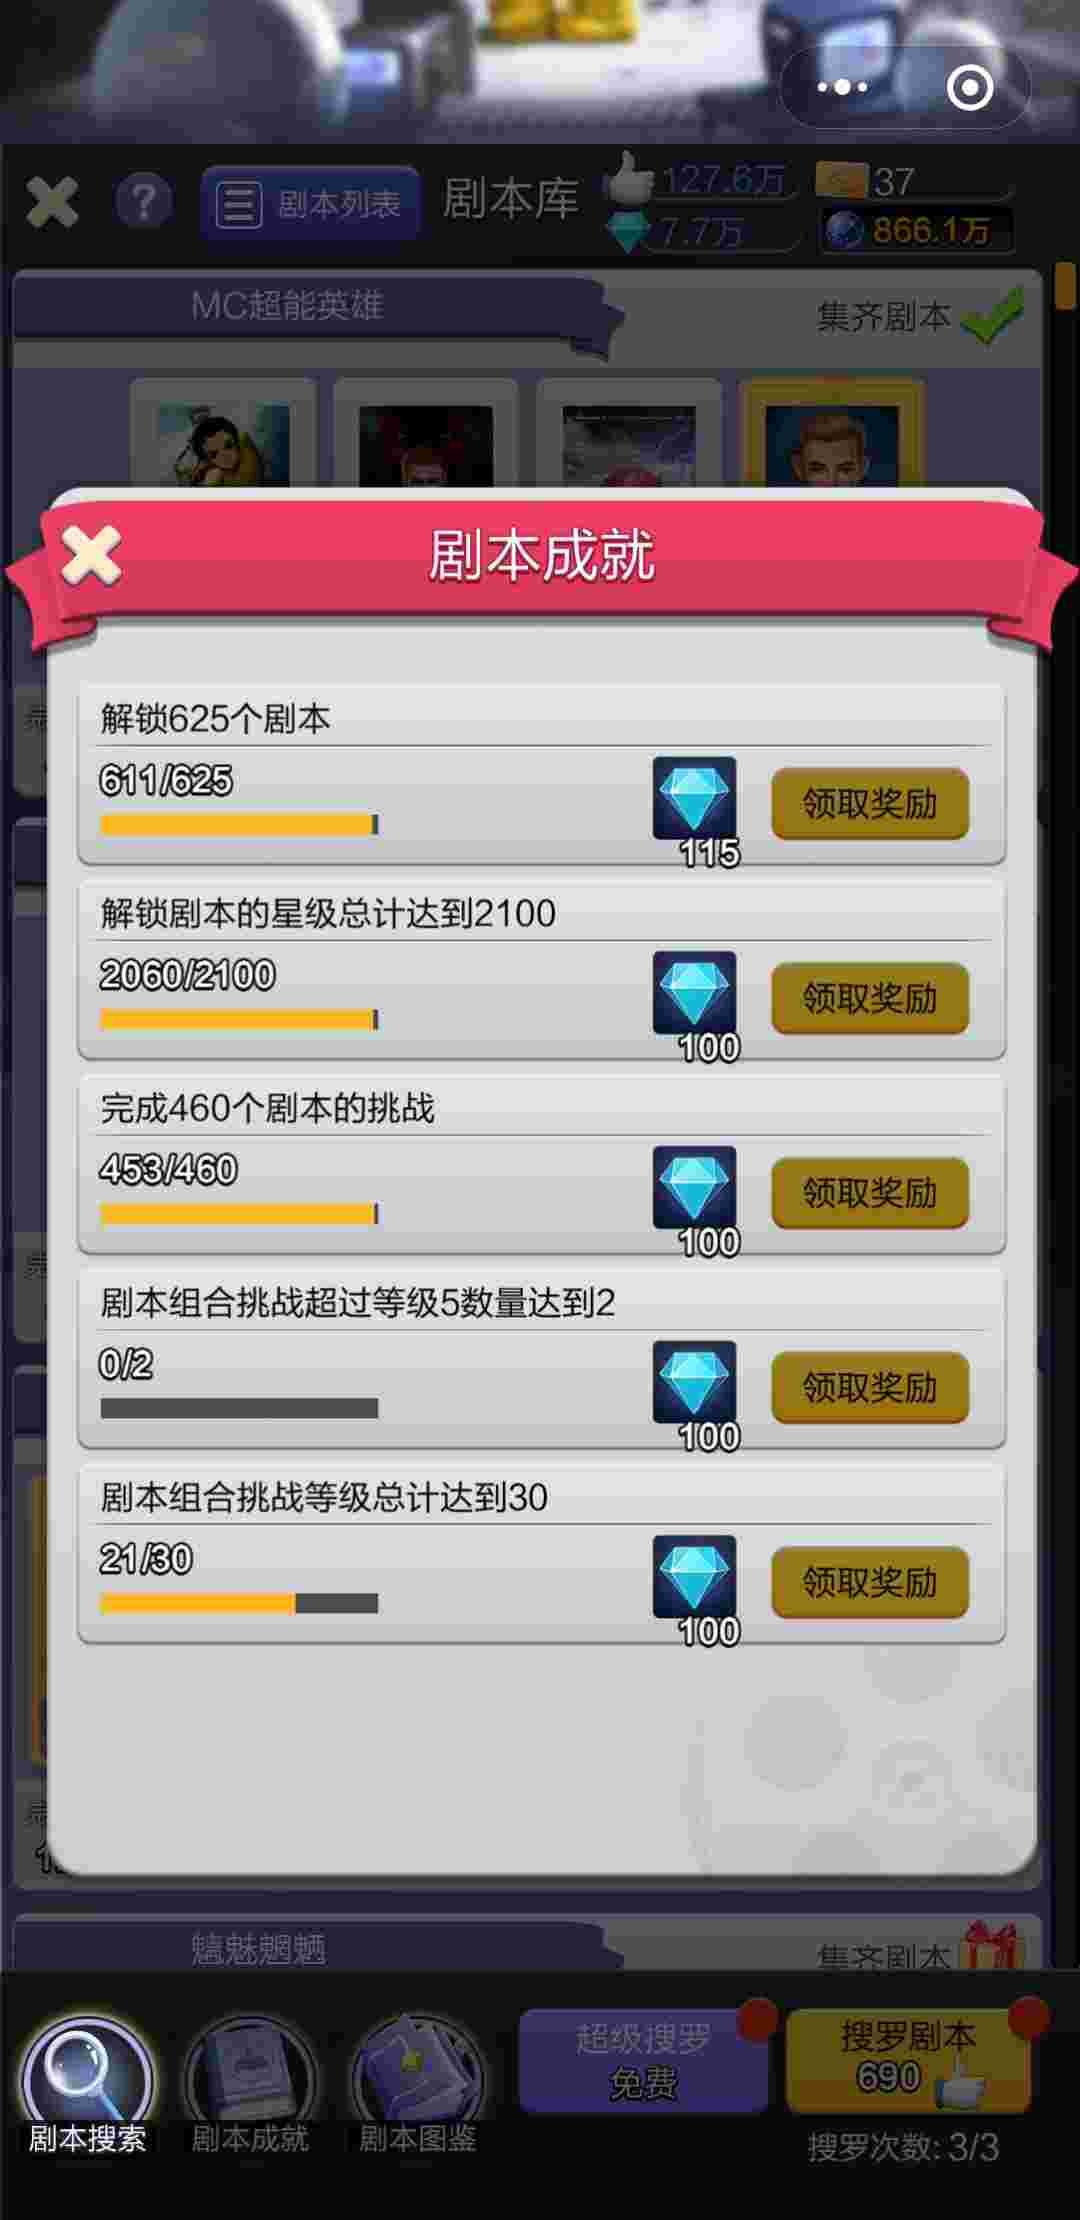 127.6万
37
剧本列表
剧本库
7.7万
866.1万
MC超能英雄
集齐剧本
剧本成就
解锁625个剧本
611/625
领取奖励
115
解锁剧本的星级总计达到2100
2060/2100
领取奖励
100
完成460个剧本的挑战
453/460
领取奖励
100
剧本组合挑战超过等级5数量达到2
0/2
领取奖励
100
剧本组合挑战等级总计达到30
21/30
领取奖励
100
魑魅魍魉
集齐剧本
超级搜罗
免费
搜罗剧本
690
剧本搜索
剧本成就
剧本图鉴
搜罗次数: 3/3